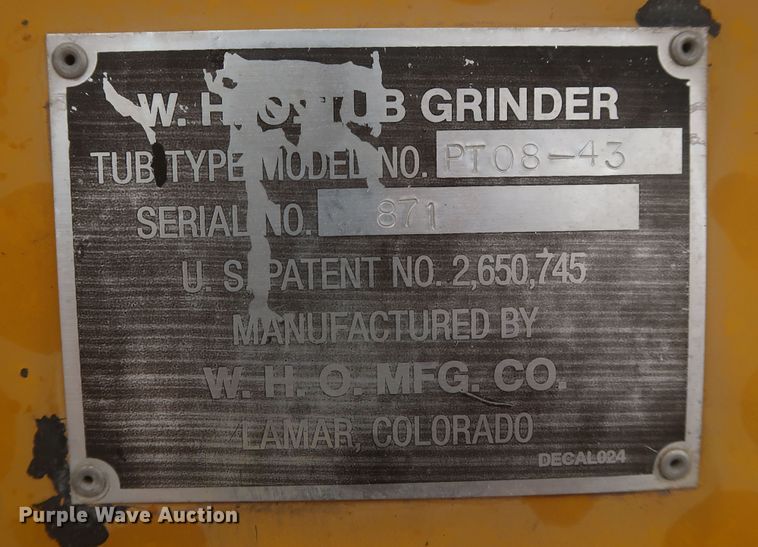 W. H. O. TUB GRINDER
TUB TYPE MODEL NO. PT08-43
SERIAL NO. 871
U. S. PATENT NO. 2,650,745
MANUFACTURED BY
W. H. O. MFG. CO.
LAMAR, COLORADO
DECAL024
Purple Wave Auction